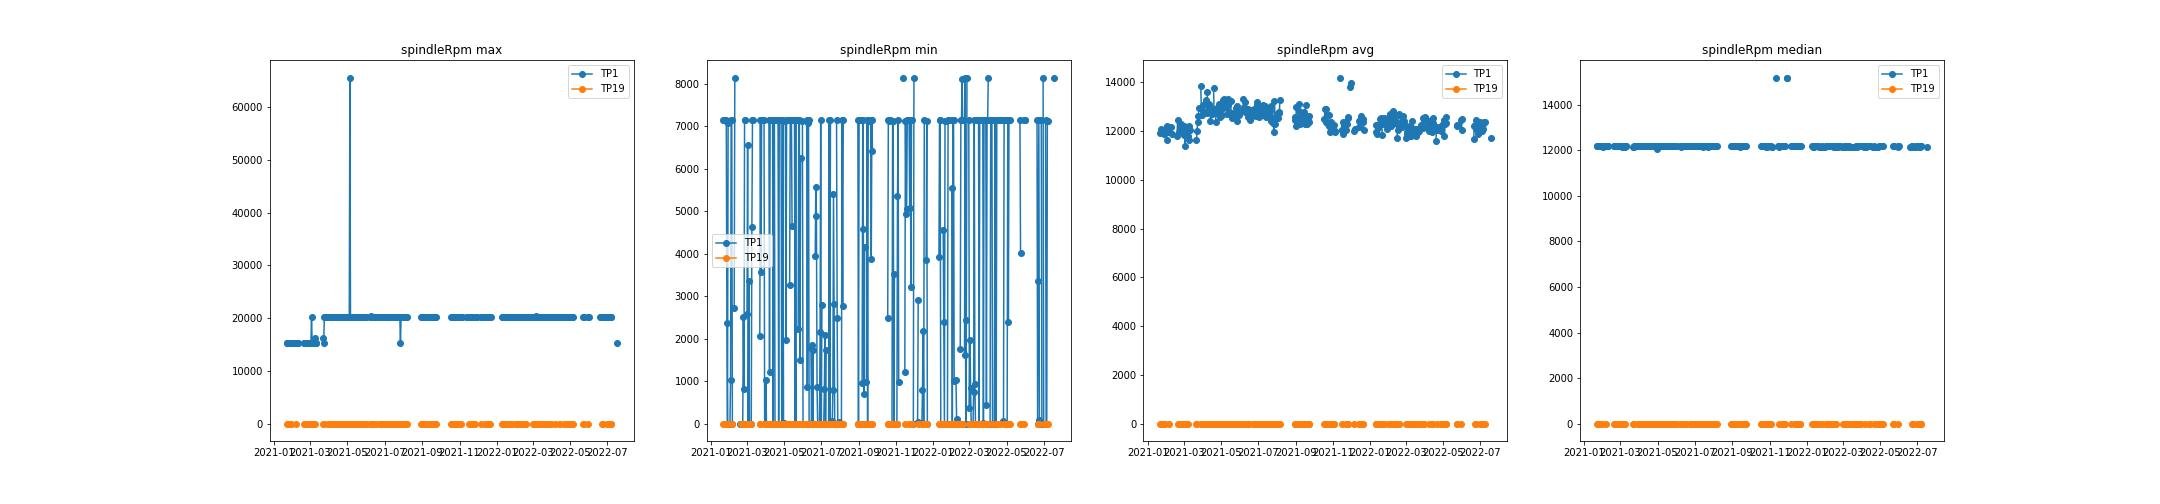 spindleRpm max
60000
50000
40000
30000
20000
10000
0
2021-01 2021-03 2021-05 2021-07 2021-09 2021-11 2022-01 2022-03 2022-05 2022-07
TP1
TP19
spindleRpm min
8000
7000
6000
5000
4000
3000
2000
1000
0
2021-01 2021-03 2021-05 2021-07 2021-09 2021-11 2022-01 2022-03 2022-05 2022-07
TP1
TP19
spindleRpm avg
14000
12000
10000
8000
6000
4000
2000
0
2021-01 2021-03 2021-05 2021-07 2021-09 2021-11 2022-01 2022-03 2022-05 2022-07
TP1
TP19
spindleRpm median
14000
12000
10000
8000
6000
4000
2000
0
2021-01 2021-03 2021-05 2021-07 2021-09 2021-11 2022-01 2022-03 2022-05 2022-07
TP1
TP19